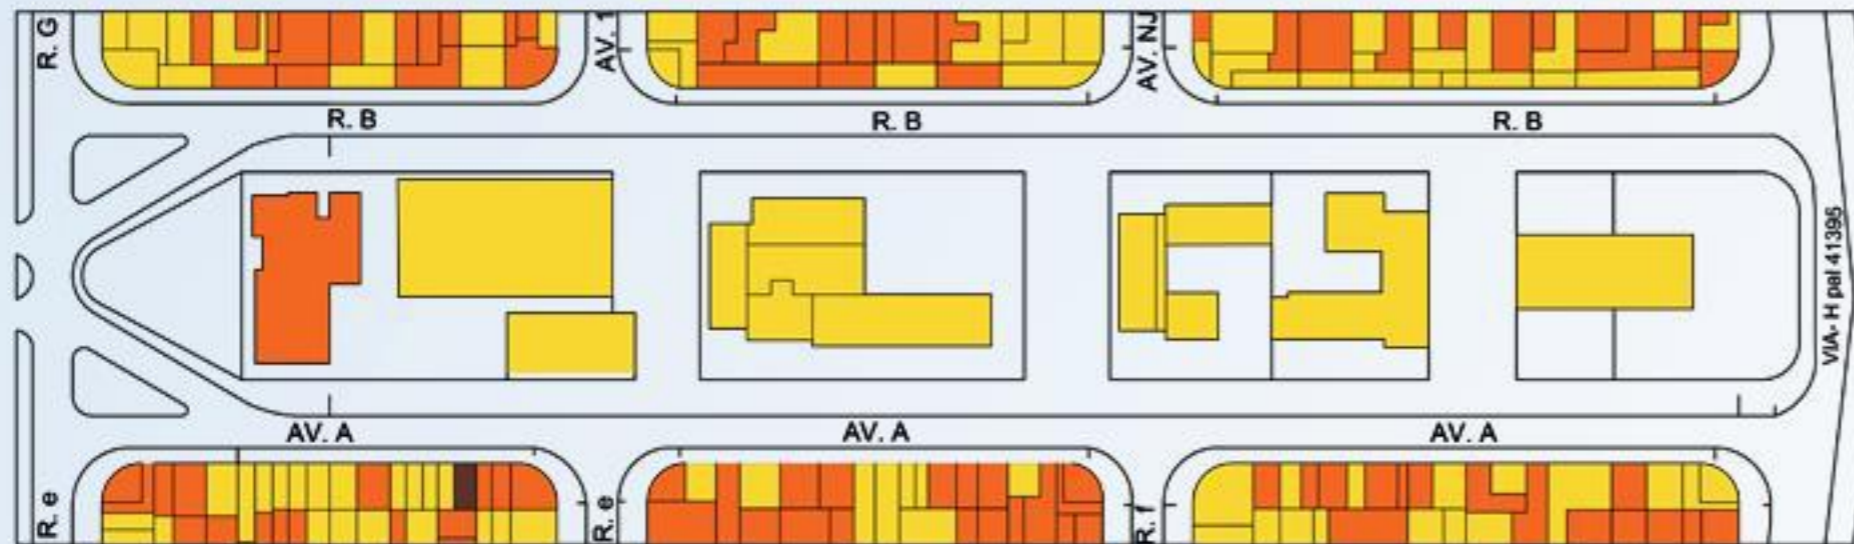 R. G
AV. 1
AV. NJ
R. B
R. B
R. B
VIA- H pal 41395
AV. A
AV. A
AV. A
R. e
R. e
R. f